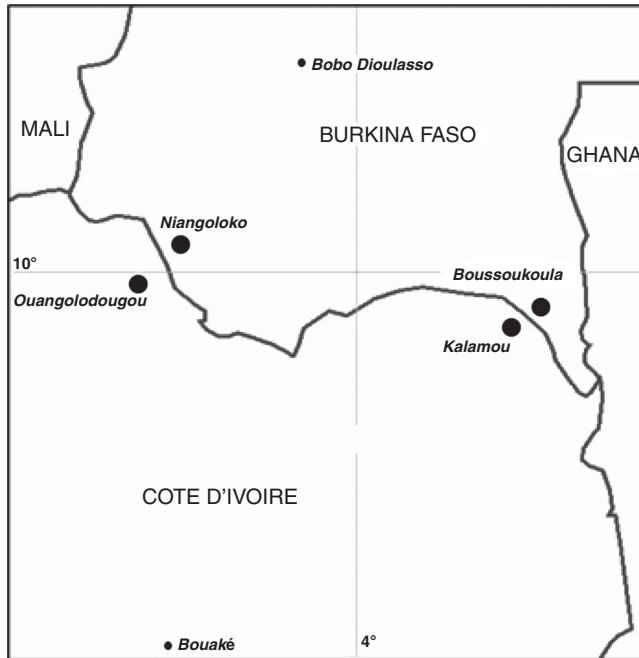 Bobo Dioulasso
MALI
BURKINA FASO
GHANA
Niangoloko
10°
Boussoukoula
Ouangolodougou
Kalamou
COTE D'IVOIRE
Bouaké
4°